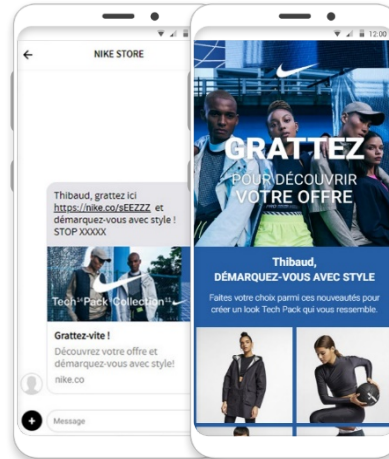 NIKE STORE
Thibaud, grattez ici
https://nike.co/sEEZZZ et
démarquez-vous avec style !
STOP XXXXX
Tech Pack Collection
Grattez-vite !
Découvrez votre offre et
démarquez-vous avec style!
nike.co
Message
12:00
GRATTEZ
POUR DÉCOUVRIR
VOTRE OFFRE
Thibaud,
DÉMARQUEZ-VOUS AVEC STYLE
Faites votre choix parmi ces nouveautés pour
créer un look Tech Pack qui vous ressemble.